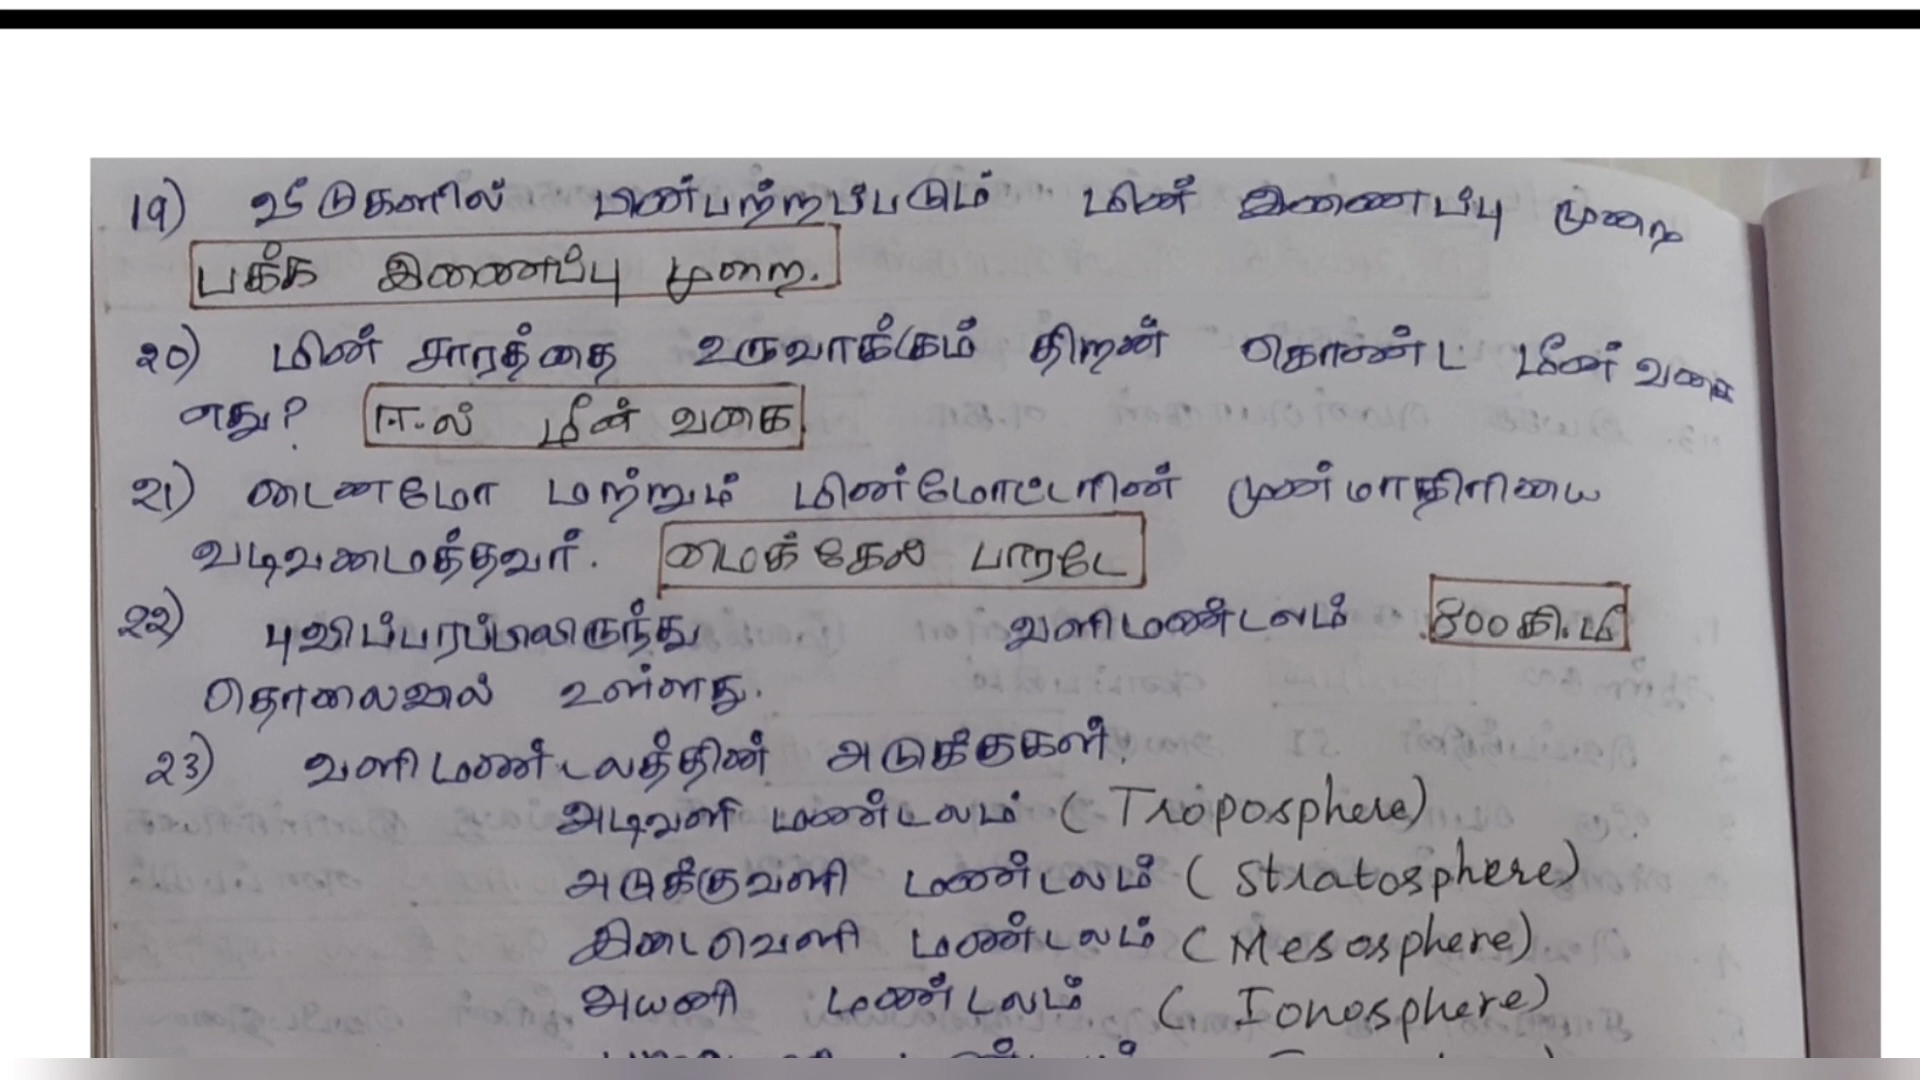 19) வீடுகளில் பின்பற்றப்படும் மின் இணைப்பு முறை
பக்க இணைப்பு முறை.
20) மின் சாரத்தை உருவாக்கும் திறன் கொண்ட மீன் வகை
எது? ஈல் மீன் வகை.
21) டைனமோ மற்றும் மின்மோட்டரின் முன்மாதிரியை
வடிவமைத்தவர். மைக்கேல் பாரடே
22) புவிப்பரப்பிலிருந்து வளிமண்டலம் 800 கி.மீ
தொலைவில் உள்ளது.
23) வளிமண்டலத்தின் அடுக்குகள்.
அடிவளி மண்டலம் ( Troposphere)
அடுக்குவளி மண்டலம் ( Stratosphere)
இடைவெளி மண்டலம் ( Mesosphere)
அயனி மண்டலம் ( Ionosphere)